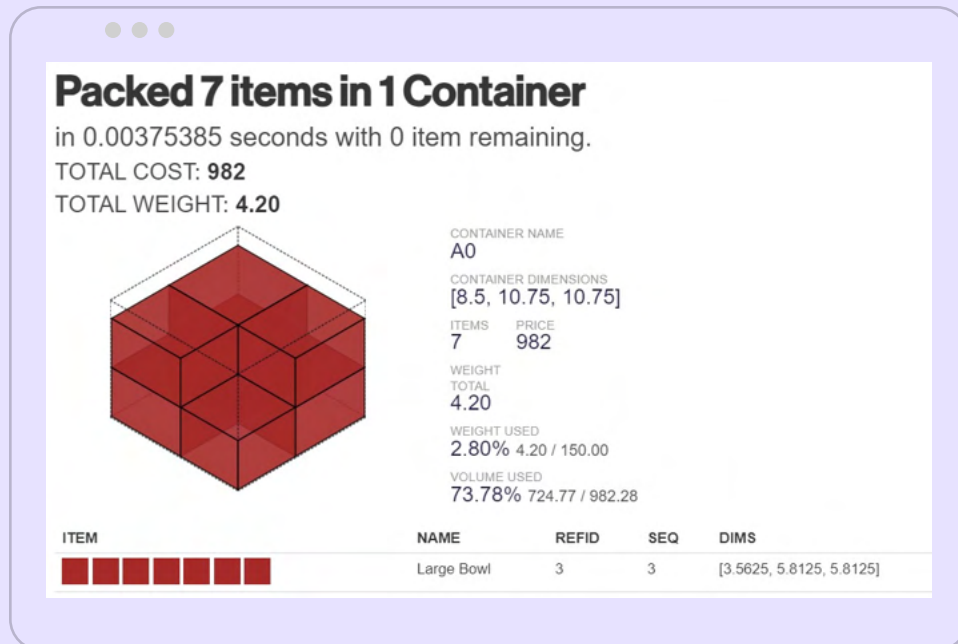 Packed 7 items in 1 Container
in 0.00375385 seconds with 0 item remaining.
TOTAL COST: 982
TOTAL WEIGHT: 4.20
CONTAINER NAME
A0
CONTAINER DIMENSIONS
[8.5, 10.75, 10.75]
ITEMS PRICE
7 982
WEIGHT
TOTAL
4.20
WEIGHT USED
2.80% 4.20 / 150.00
VOLUME USED
73.78% 724.77 / 982.28
ITEM NAME REFID SEQ DIMS
Large Bowl 3 3 [3.5625, 5.8125, 5.8125]